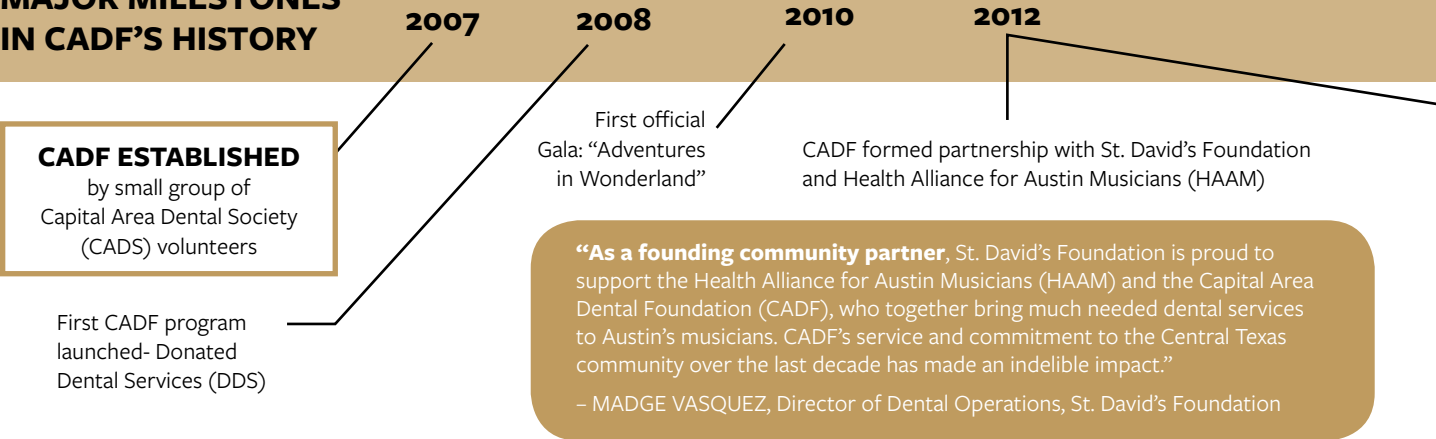 MAJOR MILESTONES
IN CADF’S HISTORY
2007
2008
2010
2012
CADF ESTABLISHED
by small group of
Capital Area Dental Society
(CADS) volunteers
First CADF program
launched- Donated
Dental Services (DDS)
First official
Gala: “Adventures
in Wonderland”
CADF formed partnership with St. David’s Foundation
and Health Alliance for Austin Musicians (HAAM)
“As a founding community partner, St. David’s Foundation is proud to
support the Health Alliance for Austin Musicians (HAAM) and the Capital Area
Dental Foundation (CADF), who together bring much needed dental services
to Austin’s musicians. CADF’s service and commitment to the Central Texas
community over the last decade has made an indelible impact.”
– MADGE VASQUEZ, Director of Dental Operations, St. David’s Foundation